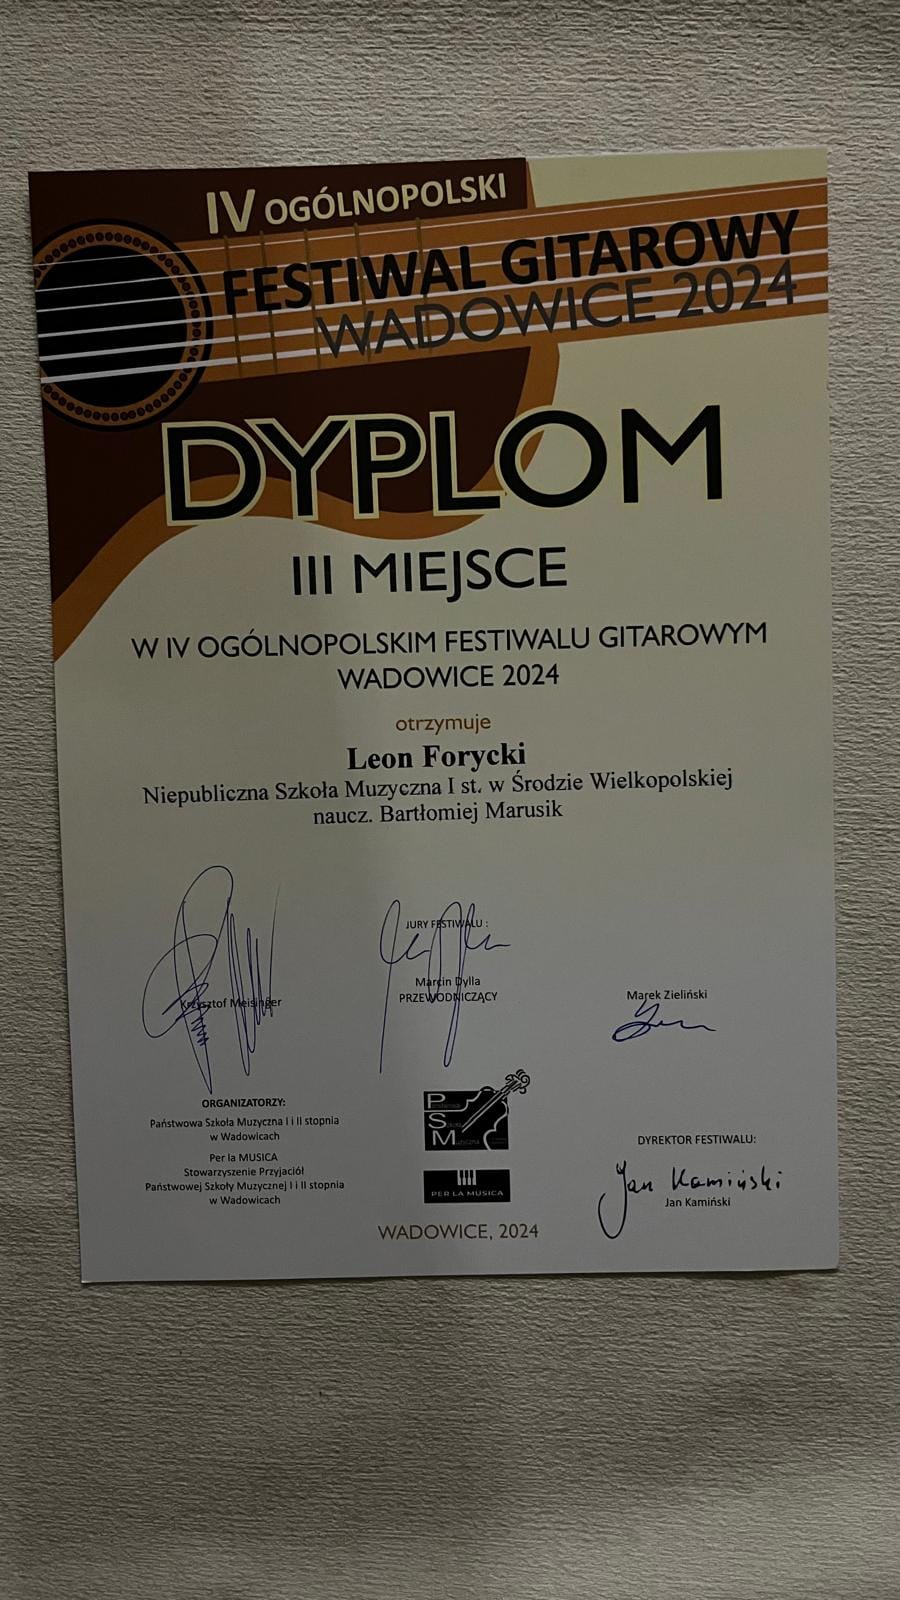 IV OGÓLNOPOLSKI
FESTIWAL GITAROWY
WADOWICE 2024
DYPLOM
III MIEJSCE
W IV OGÓLNOPOLSKIM FESTIWALU GITAROWYM
WADOWICE 2024
otrzymuje
Leon Forycki
Niepubliczna Szkoła Muzyczna I st. w Środzie Wielkopolskiej
naucz. Bartłomiej Marusik
JURY FESTIWALU :
Krzysztof Meisinger
Marcin Dylla
PRZEWODNICZĄCY
Marek Zieliński
ORGANIZATORZY:
Państwowa Szkoła Muzyczna I i II stopnia
w Wadowicach
Per la MUSICA
Stowarzyszenie Przyjaciół
Państwowej Szkoły Muzycznej I i II stopnia
w Wadowicach
Państwowa
Szkoła
Muzyczna
PER LA MUSICA
DYREKTOR FESTIWALU:
Jan Kamiński
Jan Kamiński
WADOWICE, 2024